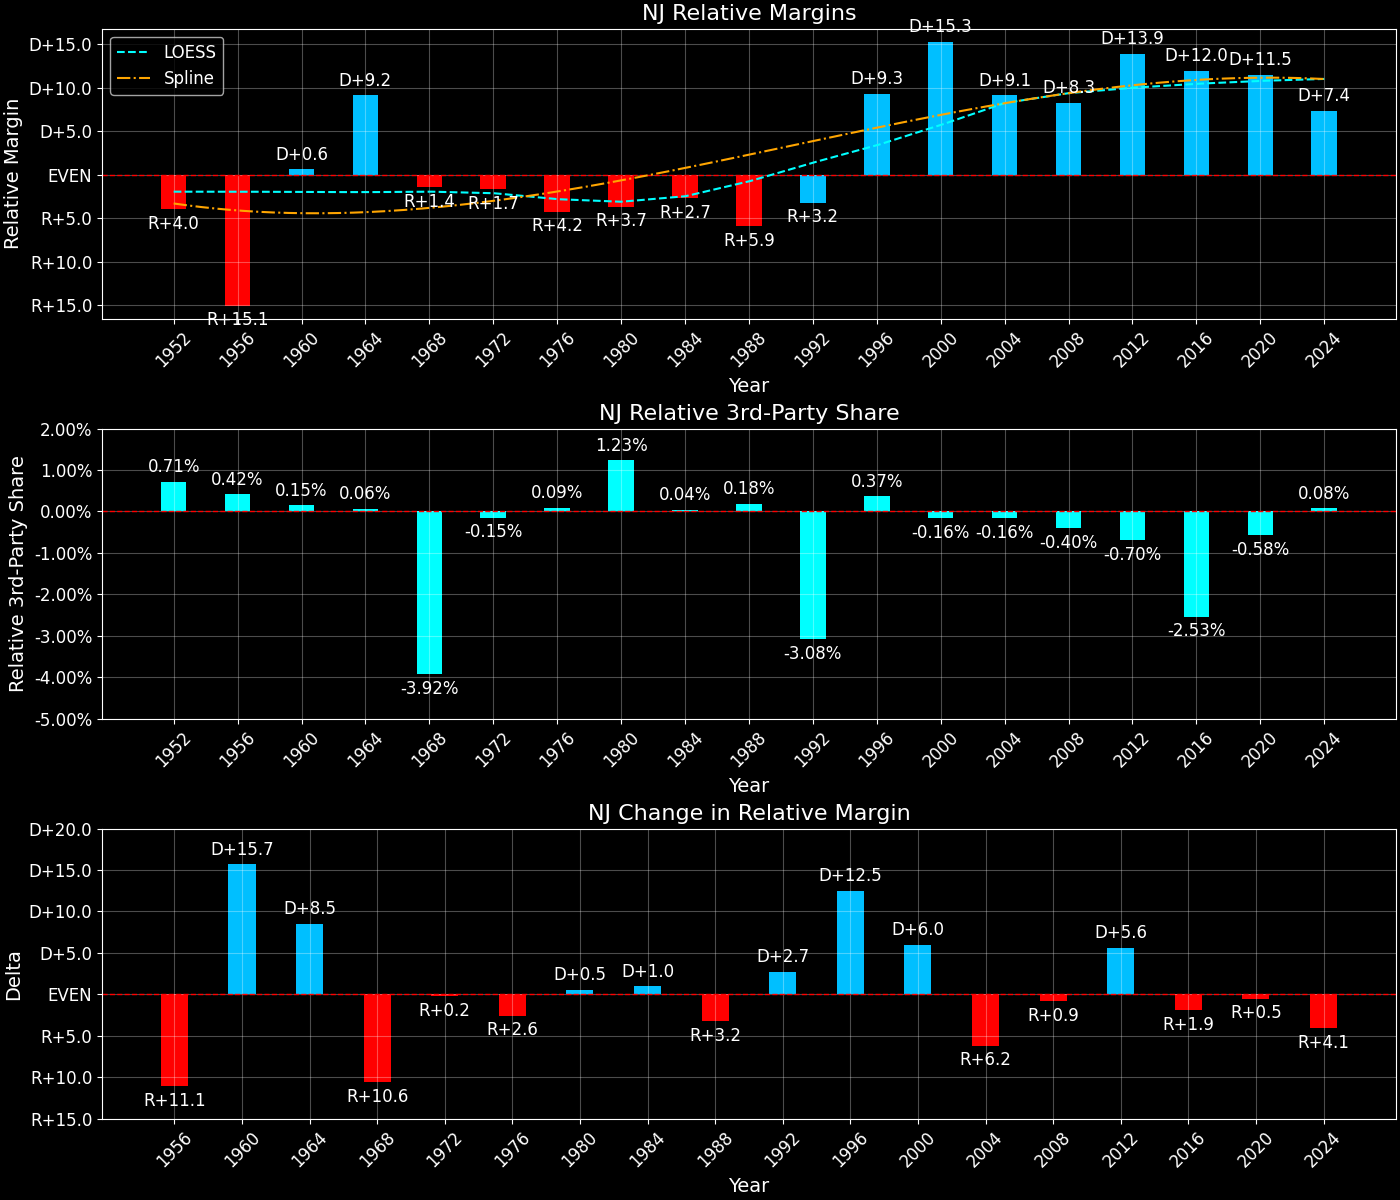 NJ Relative Margins
LOESS
Spline
Relative Margin
D+15.0
D+10.0
D+5.0
EVEN
R+5.0
R+10.0
R+15.0
R+4.0
R+15.1
D+0.6
D+9.2
R+1.4
R+1.7
R+4.2
R+3.7
R+2.7
R+5.9
R+3.2
D+9.3
D+15.3
D+9.1
D+8.3
D+13.9
D+12.0
D+11.5
D+7.4
1952 1956 1960 1964 1968 1972 1976 1980 1984 1988 1992 1996 2000 2004 2008 2012 2016 2020 2024
Year
NJ Relative 3rd-Party Share
Relative 3rd-Party Share
2.00%
1.00%
0.00%
-1.00%
-2.00%
-3.00%
-4.00%
-5.00%
0.71%
0.42%
0.15%
0.06%
-3.92%
-0.15%
0.09%
1.23%
0.04%
0.18%
-3.08%
0.37%
-0.16%
-0.16%
-0.40%
-0.70%
-2.53%
-0.58%
0.08%
1952 1956 1960 1964 1968 1972 1976 1980 1984 1988 1992 1996 2000 2004 2008 2012 2016 2020 2024
Year
NJ Change in Relative Margin
Delta
D+20.0
D+15.0
D+10.0
D+5.0
EVEN
R+5.0
R+10.0
R+15.0
R+11.1
D+15.7
D+8.5
R+10.6
R+0.2
R+2.6
D+0.5
D+1.0
R+3.2
D+2.7
D+12.5
D+6.0
R+6.2
R+0.9
D+5.6
R+1.9
R+0.5
R+4.1
1956 1960 1964 1968 1972 1976 1980 1984 1988 1992 1996 2000 2004 2008 2012 2016 2020 2024
Year